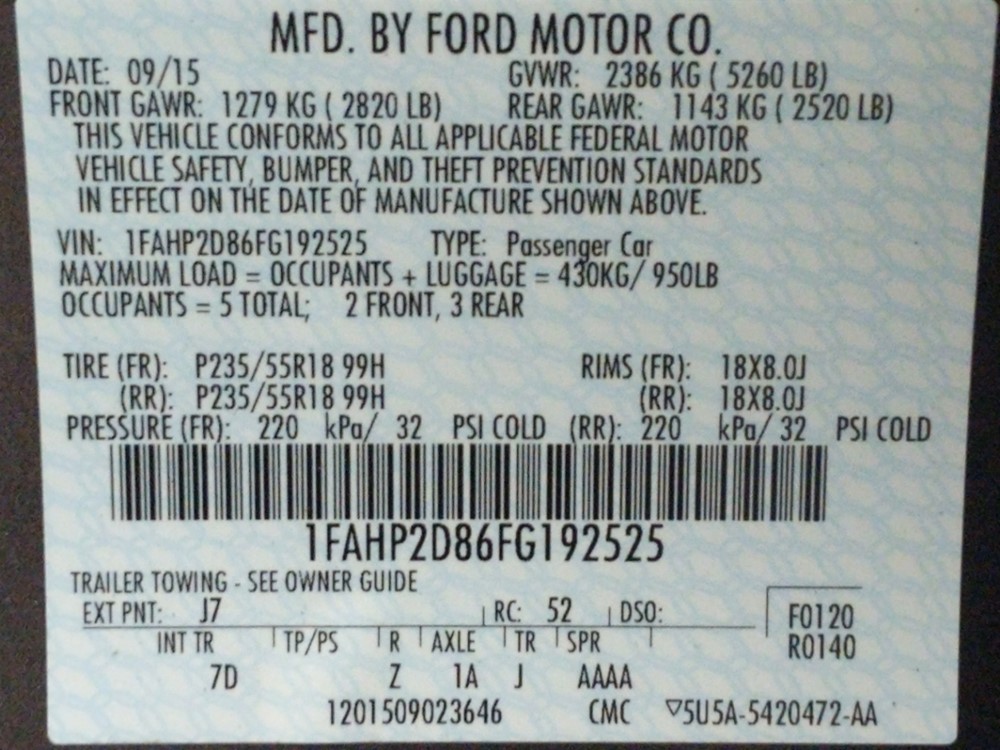 MFD. BY FORD MOTOR CO.
DATE: 09/15 GVWR: 2386 KG ( 5260 LB)
FRONT GAWR: 1279 KG ( 2820 LB) REAR GAWR: 1143 KG ( 2520 LB)
THIS VEHICLE CONFORMS TO ALL APPLICABLE FEDERAL MOTOR
VEHICLE SAFETY, BUMPER, AND THEFT PREVENTION STANDARDS
IN EFFECT ON THE DATE OF MANUFACTURE SHOWN ABOVE.
VIN: 1FAHP2D86FG192525 TYPE: Passenger Car
MAXIMUM LOAD = OCCUPANTS + LUGGAGE = 430KG/ 950LB
OCCUPANTS = 5 TOTAL; 2 FRONT, 3 REAR
TIRE (FR): P235/55R18 99H RIMS (FR): 18X8.0J
(RR): P235/55R18 99H (RR): 18X8.0J
PRESSURE (FR): 220 kPa/ 32 PSI COLD (RR): 220 kPa/ 32 PSI COLD
1FAHP2D86FG192525
TRAILER TOWING - SEE OWNER GUIDE
EXT PNT: J7 RC: 52 DSO: F0120
INT TR TP/PS R AXLE TR SPR R0140
7D Z 1A J AAAA
1201509023646 CMC ▽5U5A-5420472-AA